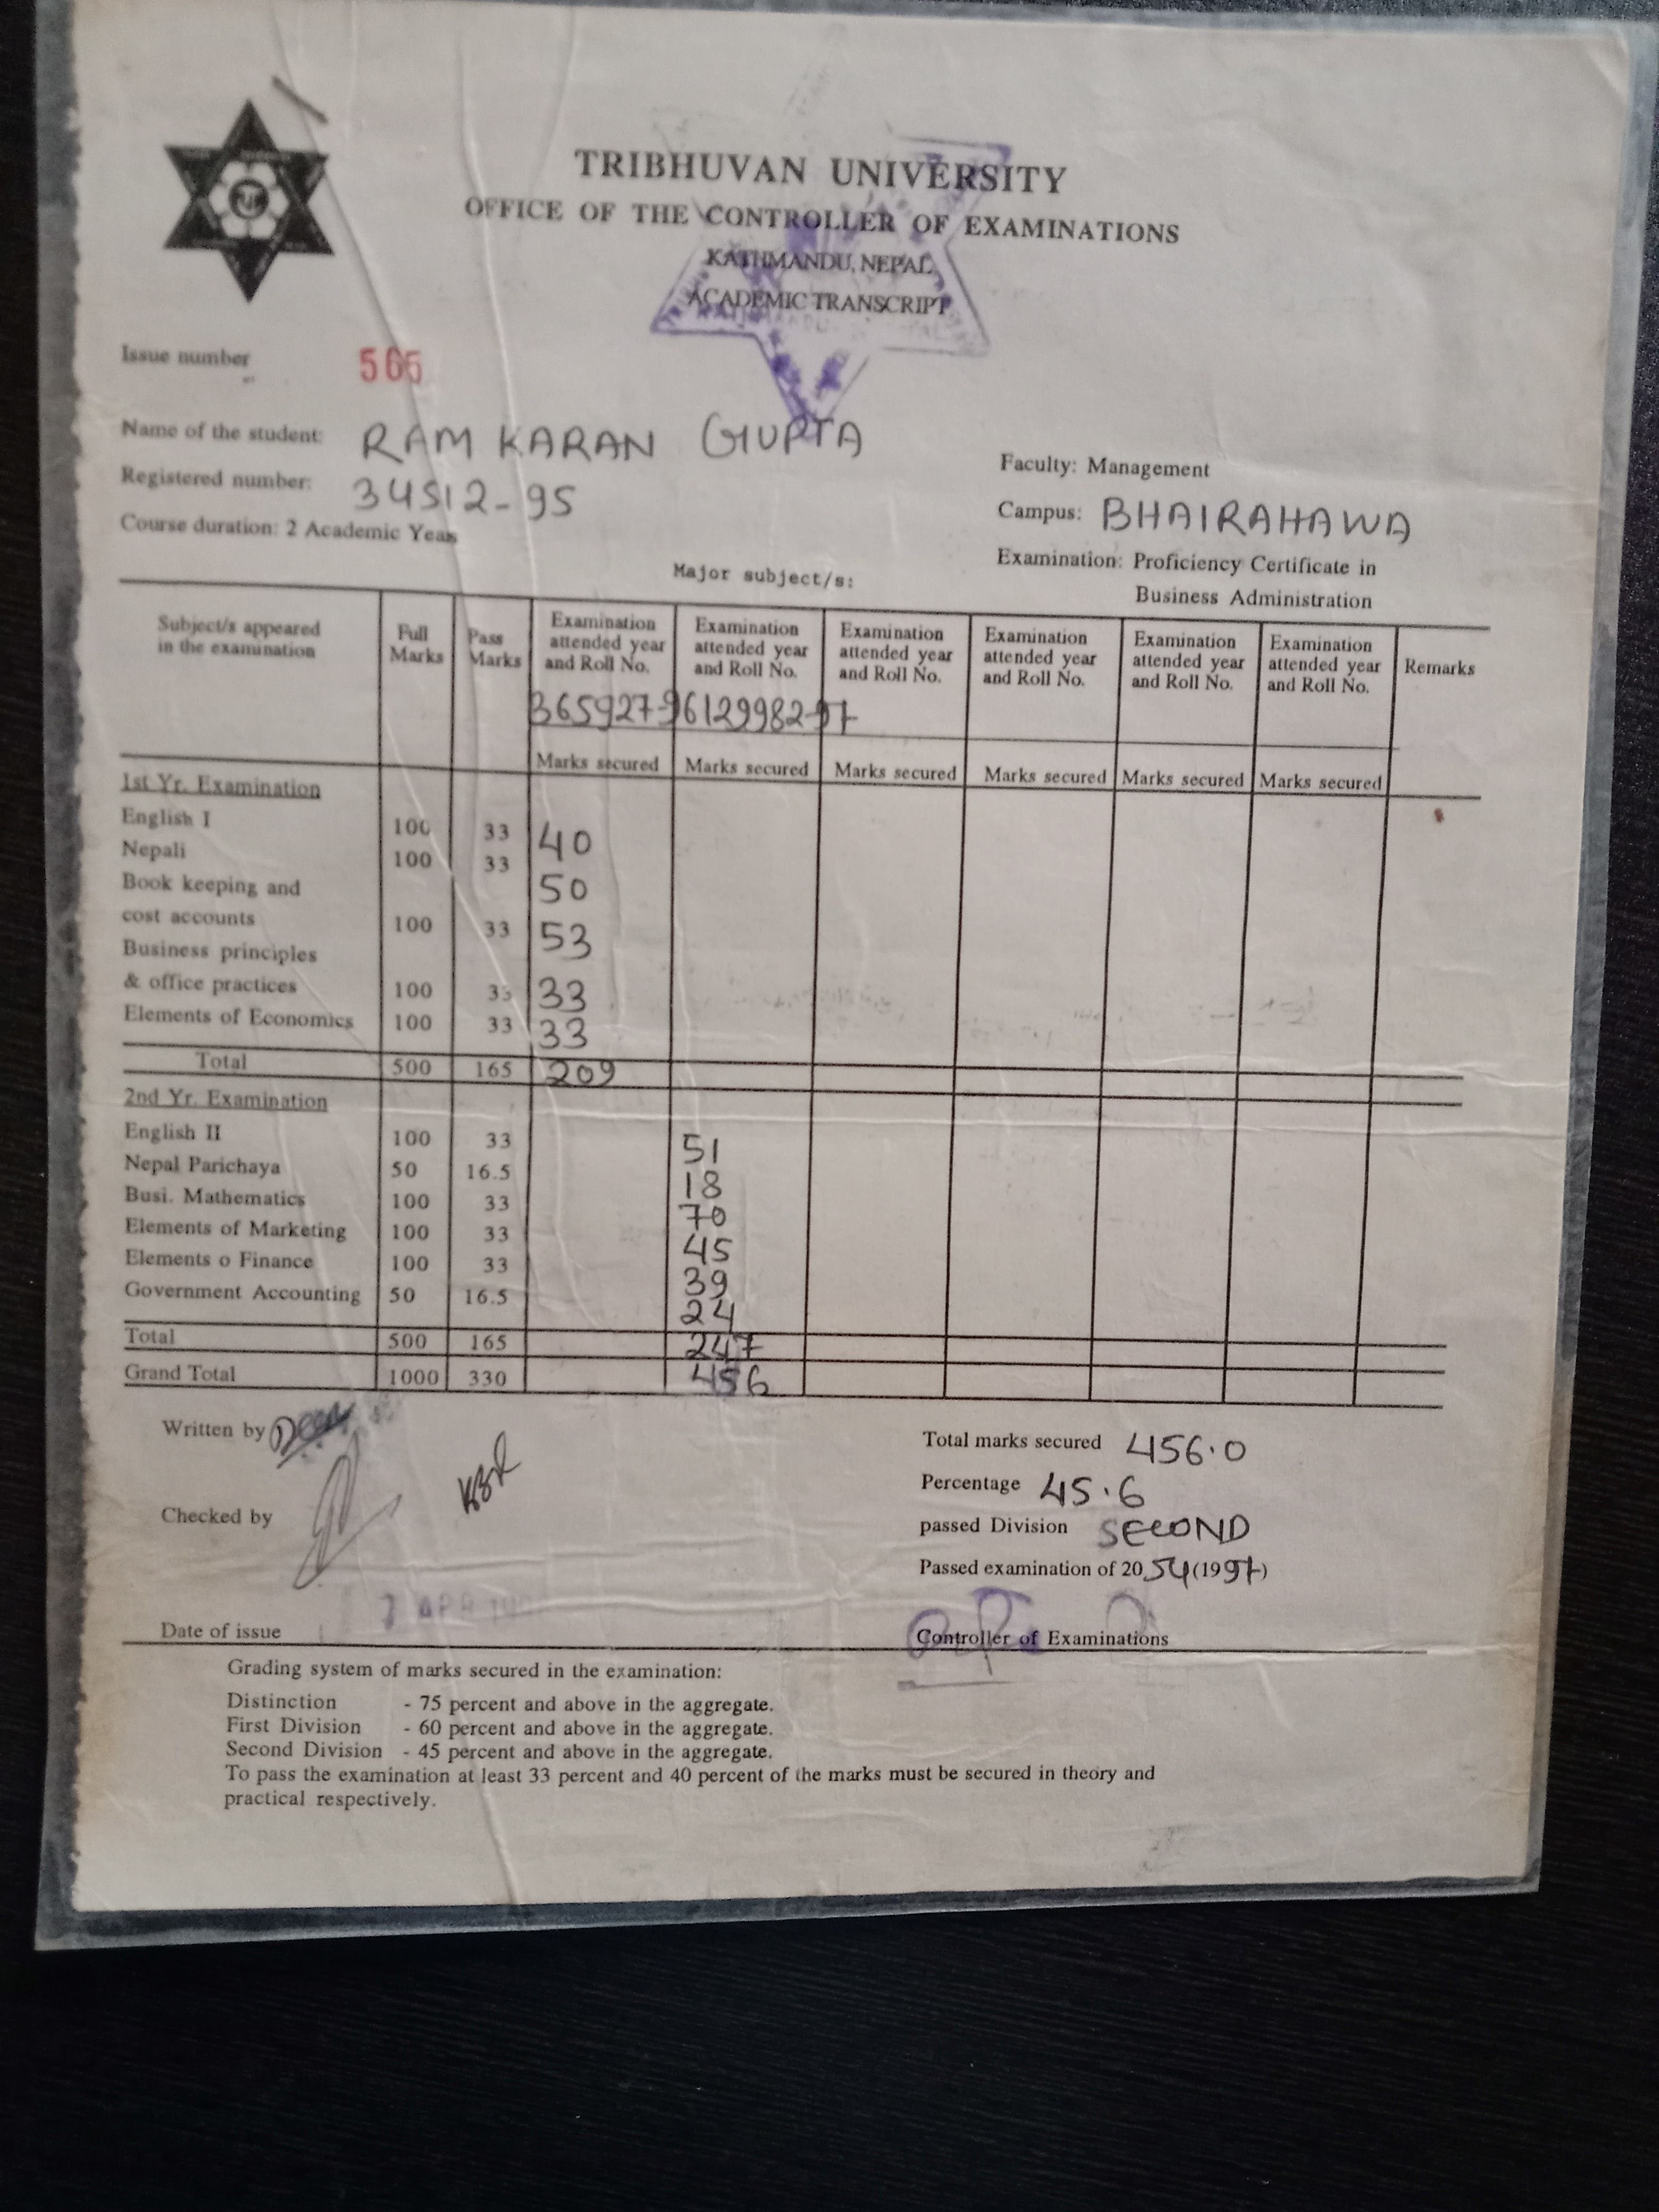 TRIBHUVAN UNIVERSITY
OFFICE OF THE CONTROLLER OF EXAMINATIONS
KATHMANDU, NEPAL
ACADEMIC TRANSCRIPT
Issue number 566
Name of the student: RAM KARAN GUPTA
Registered number: 34512-95
Course duration: 2 Academic Years
Faculty: Management
Campus: BHAIRAHAWA
Examination: Proficiency Certificate in
Business Administration
Major subject/s:
Subject/s appeared in the examination Full Marks Pass Marks Examination attended year and Roll No. Examination attended year and Roll No. Examination attended year and Roll No. Examination attended year and Roll No. Examination attended year and Roll No. Examination attended year and Roll No. Remarks
365927-96 129982-97
Marks secured Marks secured Marks secured Marks secured Marks secured Marks secured
1st Yr. Examination
English I 100 33 40
Nepali 100 33 50
Book keeping and
cost accounts 100 33 53
Business principles
& office practices 100 33 33
Elements of Economics 100 33 33
Total 500 165 209
2nd Yr. Examination
English II 100 33 51
Nepal Parichaya 50 16.5 18
Busi. Mathematics 100 33 70
Elements of Marketing 100 33 45
Elements o Finance 100 33 39
Government Accounting 50 16.5 24
Total 500 165 247
Grand Total 1000 330 456
Written by
Checked by
Total marks secured 456.0
Percentage 45.6
passed Division SECOND
Passed examination of 2054 (1997)
Date of issue 7 APR
Controller of Examinations
Grading system of marks secured in the examination:
Distinction - 75 percent and above in the aggregate.
First Division - 60 percent and above in the aggregate.
Second Division - 45 percent and above in the aggregate.
To pass the examination at least 33 percent and 40 percent of the marks must be secured in theory and
practical respectively.